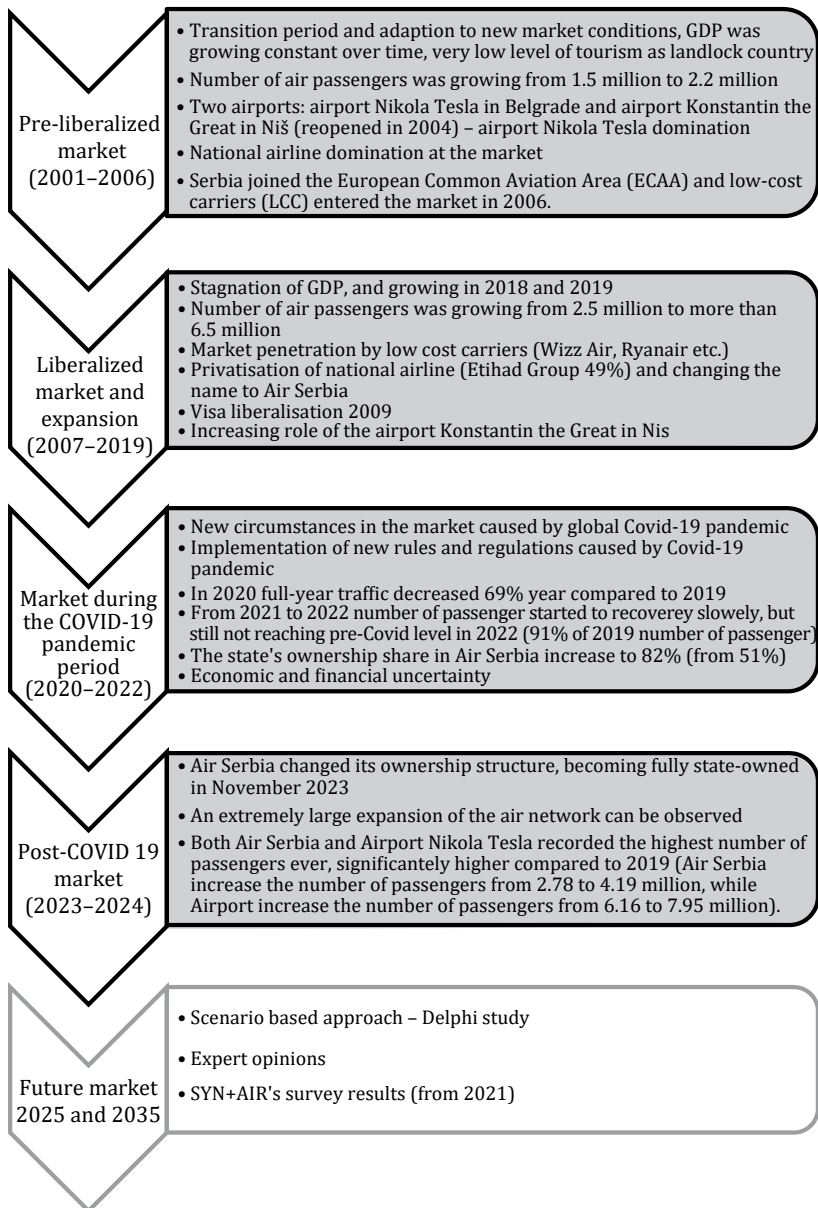 Pre-liberalized
market
(2001–2006)
• Transition period and adaption to new market conditions, GDP was
growing constant over time, very low level of tourism as landlock country
• Number of air passengers was growing from 1.5 million to 2.2 million
• Two airports: airport Nikola Tesla in Belgrade and airport Konstantin the
Great in Niš (reopened in 2004) – airport Nikola Tesla domination
• National airline domination at the market
• Serbia joined the European Common Aviation Area (ECAA) and low-cost
carriers (LCC) entered the market in 2006.
Liberalized
market and
expansion
(2007–2019)
• Stagnation of GDP, and growing in 2018 and 2019
• Number of air passengers was growing from 2.5 million to more than
6.5 million
• Market penetration by low cost carriers (Wizz Air, Ryanair etc.)
• Privatisation of national airline (Etihad Group 49%) and changing the
name to Air Serbia
• Visa liberalisation 2009
• Increasing role of the airport Konstantin the Great in Nis
Market during
the COVID-19
pandemic
period
(2020–2022)
• New circumstances in the market caused by global Covid-19 pandemic
• Implementation of new rules and regulations caused by Covid-19
pandemic
• In 2020 full-year traffic decreased 69% year compared to 2019
• From 2021 to 2022 number of passenger started to recoverey slowely, but
still not reaching pre-Covid level in 2022 (91% of 2019 number of passenger)
• The state's ownership share in Air Serbia increase to 82% (from 51%)
• Economic and financial uncertainty
Post-COVID 19
market
(2023–2024)
• Air Serbia changed its ownership structure, becoming fully state-owned
in November 2023
• An extremely large expansion of the air network can be observed
• Both Air Serbia and Airport Nikola Tesla recorded the highest number of
passengers ever, significantely higher compared to 2019 (Air Serbia
increase the number of passengers from 2.78 to 4.19 million, while
Airport increase the number of passengers from 6.16 to 7.95 million).
Future market
2025 and 2035
• Scenario based approach – Delphi study
• Expert opinions
• SYN+AIR's survey results (from 2021)